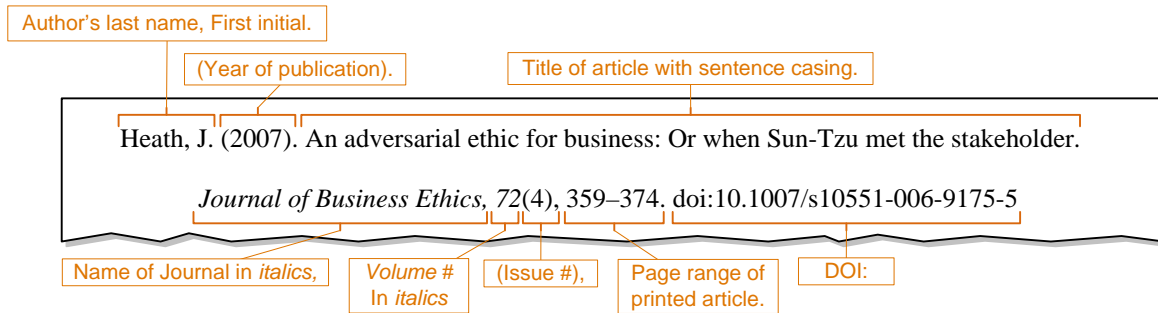 Author's last name, First initial.
(Year of publication).
Title of article with sentence casing.
Heath, J. (2007). An adversarial ethic for business: Or when Sun-Tzu met the stakeholder.
Journal of Business Ethics, 72(4), 359–374. doi:10.1007/s10551-006-9175-5
Name of Journal in italics,
Volume #
In italics
(Issue #),
Page range of
printed article.
DOI: